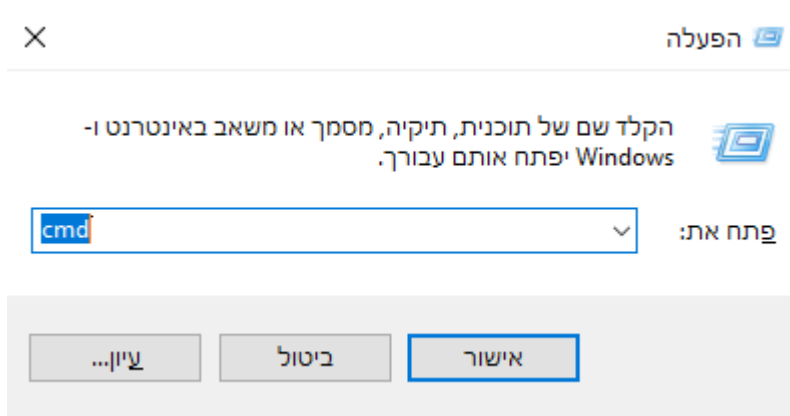 הפעלה
הקלד שם של תוכנית, תיקיה, מסמך או משאב באינטרנט ו-
Windows יפתח אותם עבורך.
פתח את:
cmd
אישור
ביטול
עיון...